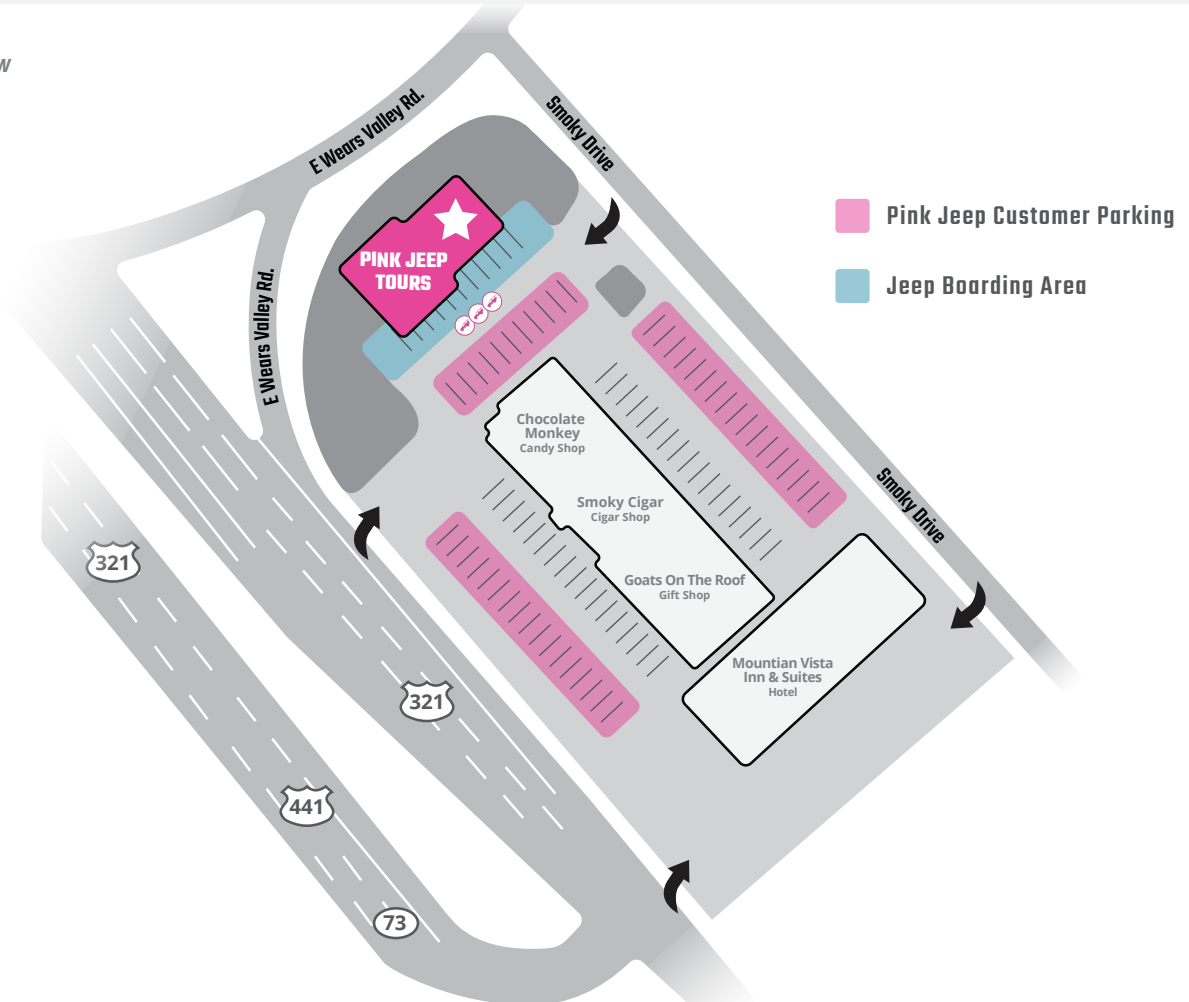 E Wears Valley Rd.
Smoky Drive
Pink Jeep Customer Parking
PINK JEEP
TOURS
Jeep Boarding Area
E Wears Valley Rd.
Chocolate
Monkey
Candy Shop
Smoky Cigar
Cigar Shop
Smoky Drive
321
Goats On The Roof
Gift Shop
Mountian Vista
Inn & Suites
Hotel
321
441
73